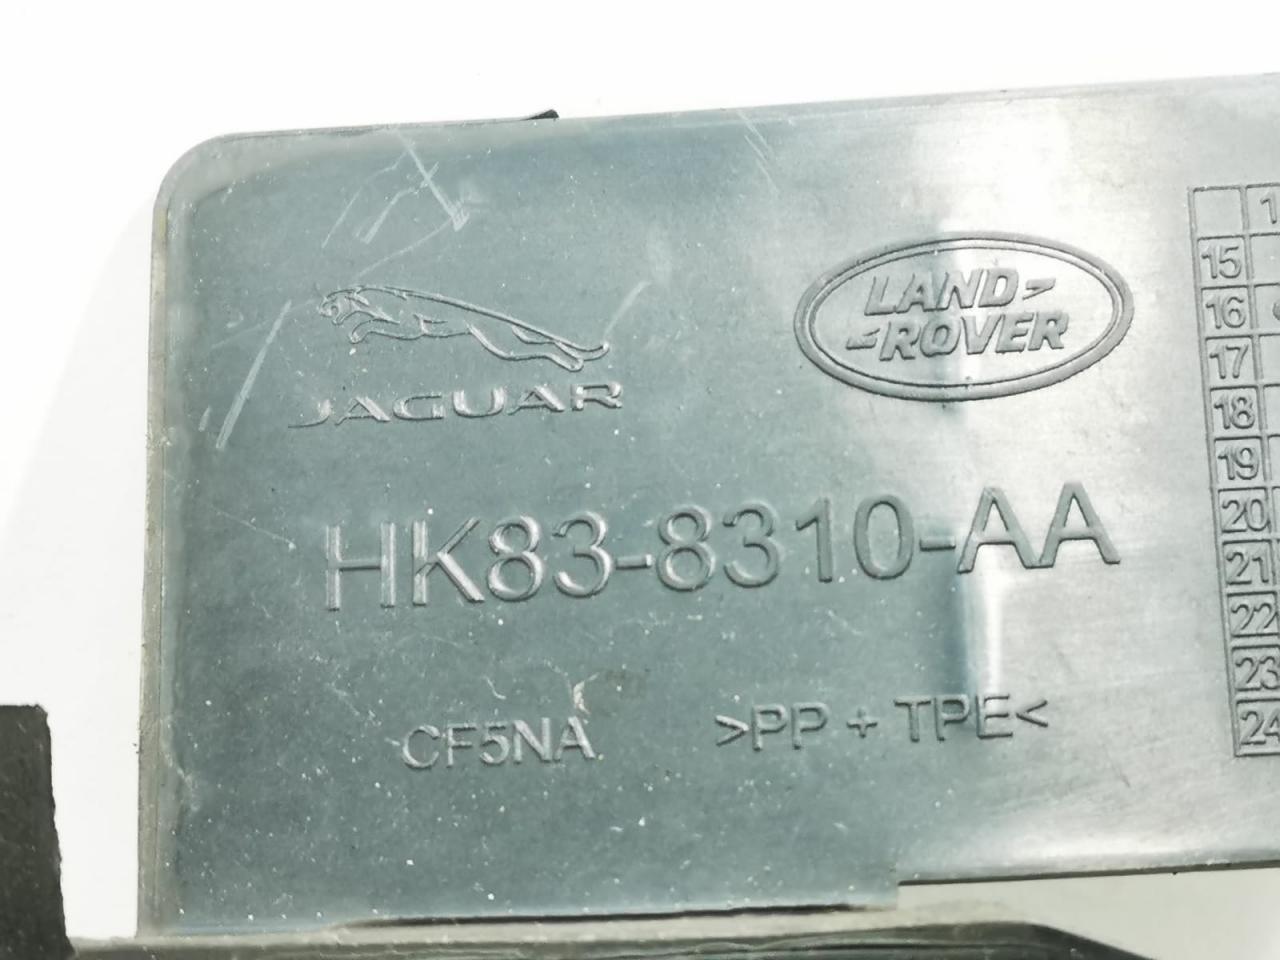 JAGUAR
LAND
ROVER
HK83-8310-AA
CF5NA
>PP + TPE<
1
15
16
17
18
19
20
21
22
23
24